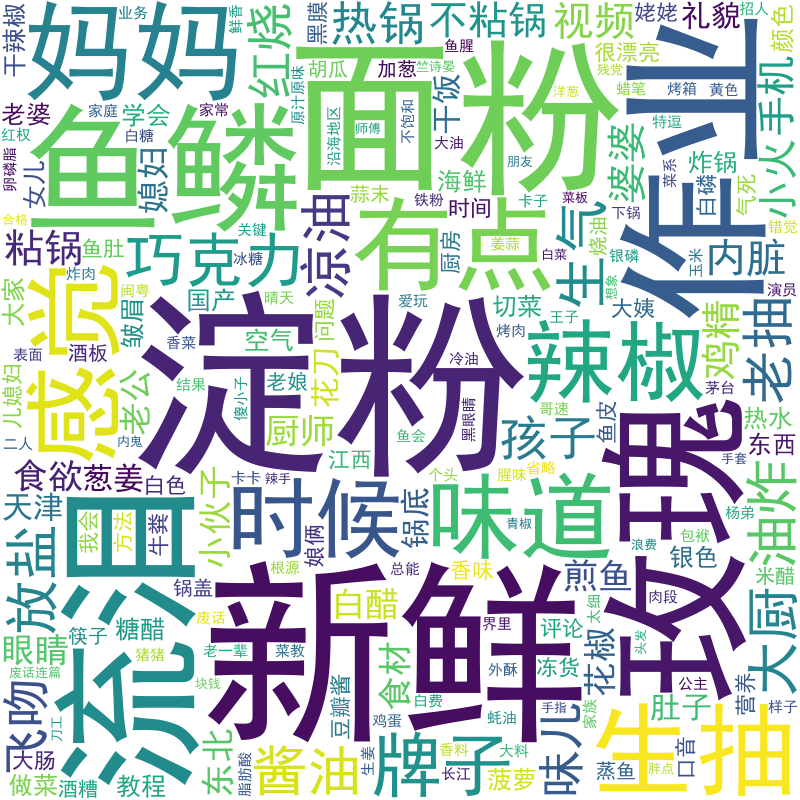 妈妈
面粉
作业
鱼鳞
淀粉
玫瑰
新鲜
流泪
感觉
有点
辣椒
味道
时候
生抽
牌子
酱油
巧克力
凉油
生气
老抽
大厨
油炸
放盐
飞吻
红烧
热锅
不粘锅
视频
干辣椒
黑膜
业务
鲜香
原汁原味
胡瓜
加葱
鱼腥
竺诗晏
干饭
很漂亮
姥姥
礼貌
招人
颜色
残党
蜡笔
烤箱
黄色
手机
小火
老婆
学会
家庭
家常
白糖
红权
卵磷脂
女儿
媳妇
沿海地区
师傅
不饱和
大油
洋葱
特逗
炸锅
菜系
婆婆
白磷
气死
海鲜
蒜末
朋友
铁粉
卡子
菜板
下锅
错觉
合格
粘锅
鱼肚
关键
时间
厨房
姜蒜
白菜
烧油
银磷
想象
玉米
内脏
大家
炸肉
画粤
冰糖
皱眉
国产
晴天
问题
爱玩
切菜
烤肉
王子
大姨
鸡精
演员
表面
酒板
香菜
空气
花刀
冷油
茅台
儿媳妇
老公
结果
老娘
傻小子
黑眼睛
哥速
热水
二人
内鬼
厨师
鱼会
孩子
鱼皮
东西
手套
食欲
葱姜
江西
个头
腥味
省略
天津
白色
卡卡
辣手
小伙子
锅底
我会
方法
牛粪
娘俩
青椒
浪费
包袱
杨弟
银色
米醋
锅盖
根源
总能
香味
煎鱼
肉段
白醋
废话
界里
太细
头发
眼睛
筷子
糖醋
老一辈
菜教
评论
花椒
猪猪
废话连篇
食材
外酥
冻货
肚子
公主
营养
样子
刀工
块钱
白费
豆瓣酱
鸡蛋
蚝油
手指
家族
大肠
东北
味儿
口音
做菜
酒糟
教程
脂肪酸
生姜
香料
大料
长江
菠萝
蒸鱼
胖点